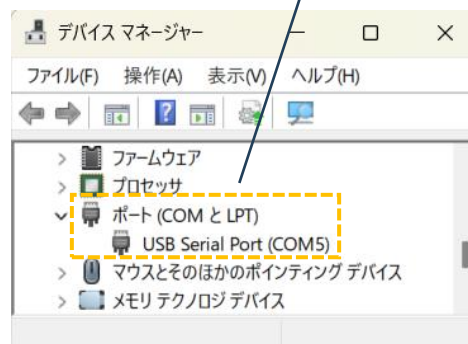 デバイス マネージャー
ファイル(F) 操作(A) 表示(V) ヘルプ(H)
ファームウェア
プロセッサ
ポート (COM と LPT)
USB Serial Port (COM5)
マウスとそのほかのポインティング デバイス
メモリ テクノロジ デバイス